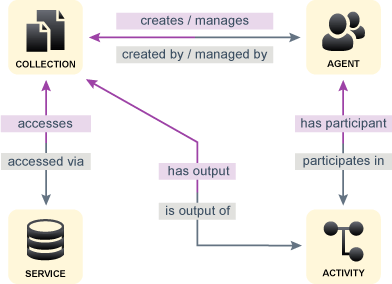 creates / manages
created by / managed by
COLLECTION
AGENT
accesses
accessed via
has participant
participates in
has output
is output of
SERVICE
ACTIVITY